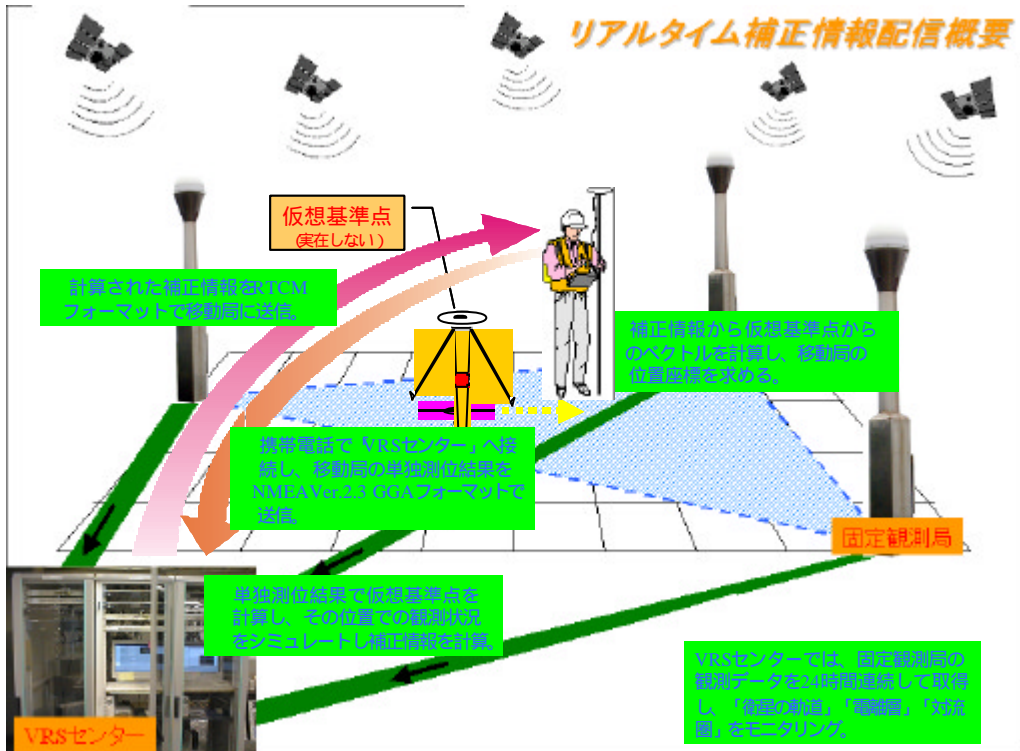 リアルタイム補正情報配信概要
仮想基準点
(実在しない)
計算された補正情報をRTCM
フォーマットで移動局に送信。
補正情報から仮想基準点から
のベクトルを計算し、移動局の
位置座標を求める。
携帯電話で「VRSセンター」へ接
続し、移動局の単独測位結果を
NMEAVer.2.3 GGAフォーマットで
送信。
固定観測局
単独測位結果で仮想基準点を
計算し、その位置での観測状況
をシミュレートし補正情報を計算。
VRSセンターでは、固定観測局の
観測データを24時間連続して取得
し、「衛星の軌道」「電離層」「対流
圏」をモニタリング。
VRSセンター